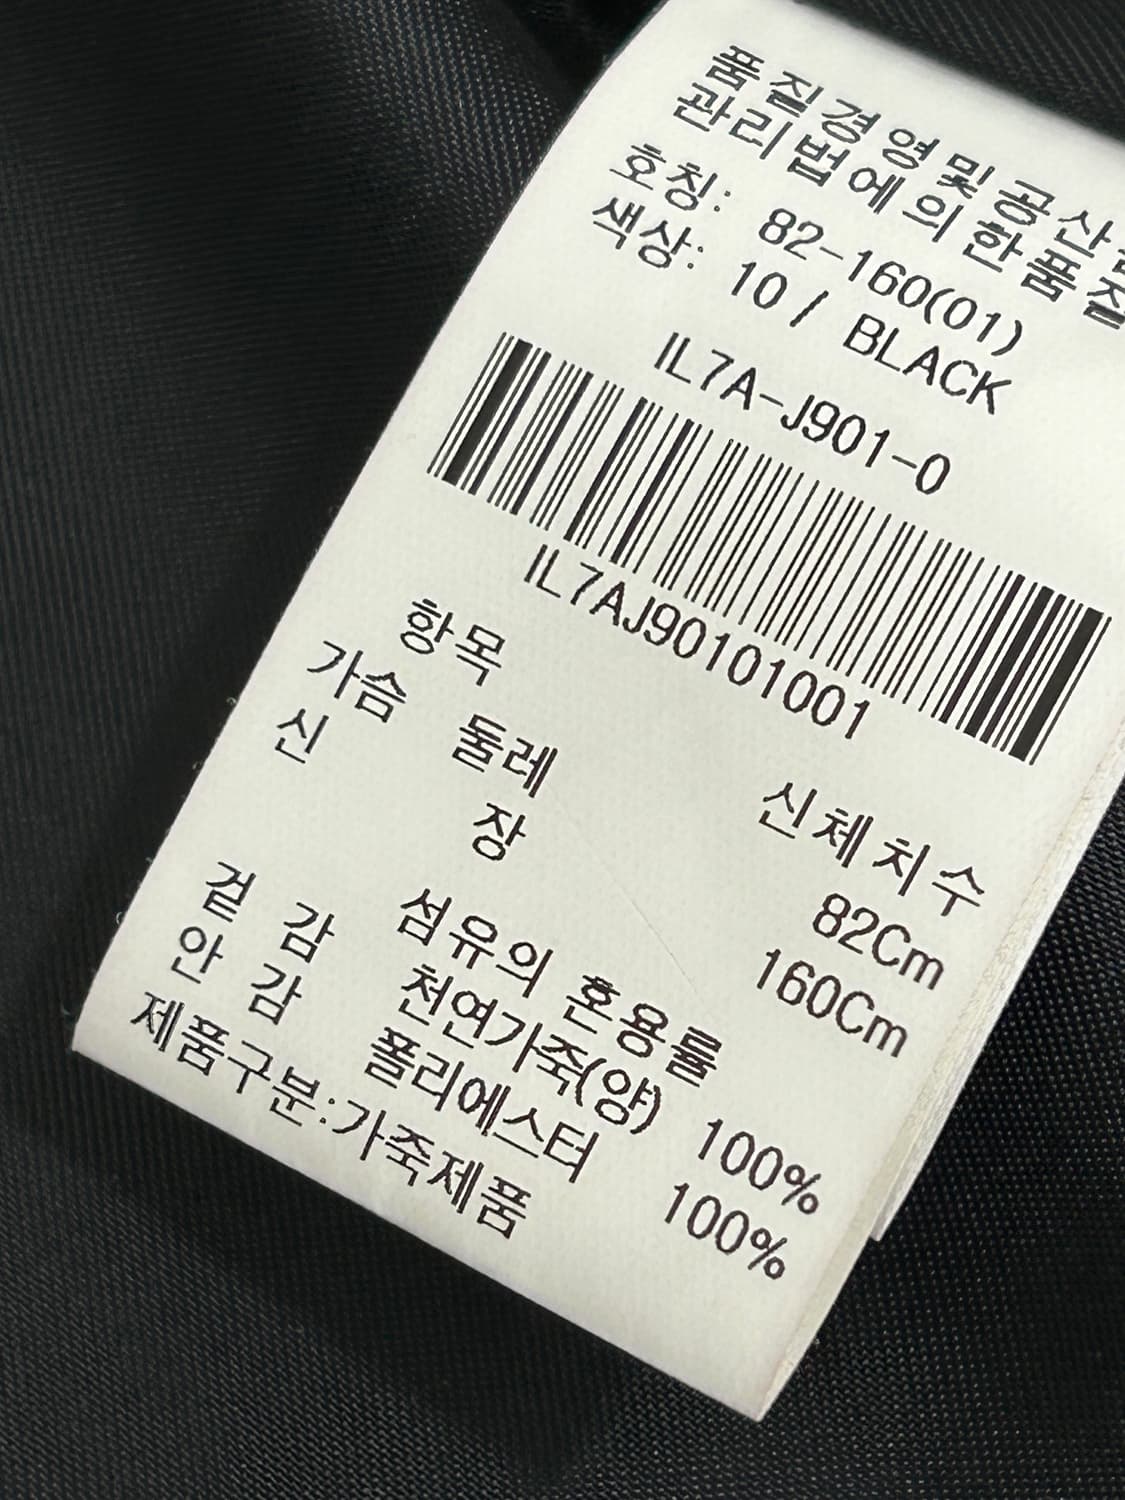 품질경영및공산
관리법에의한품질
호칭: 82-160(01)
색상: 10 / BLACK
IL7A-J901-0
IL7AJ90101001
항목 신체치수
가슴 둘레 82Cm
신 장 160Cm
섬유의 혼용률
겉 감 천연가죽(양) 100%
안 감 폴리에스터 100%
제품구분:가죽제품